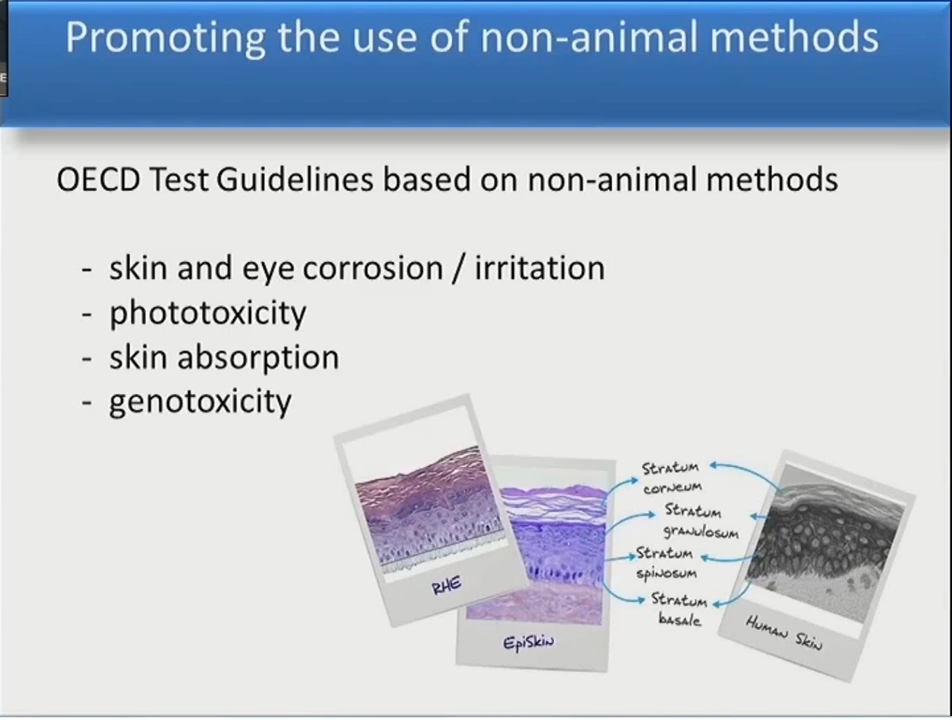 Promoting the use of non-animal methods
E
OECD Test Guidelines based on non-animal methods
- skin and eye corrosion / irritation
- phototoxicity
- skin absorption
- genotoxicity
Stratum
corneum
Stratum
granulosum
Stratum
spinosum
Stratum
basale
RHE
EpiSkin
Human Skin